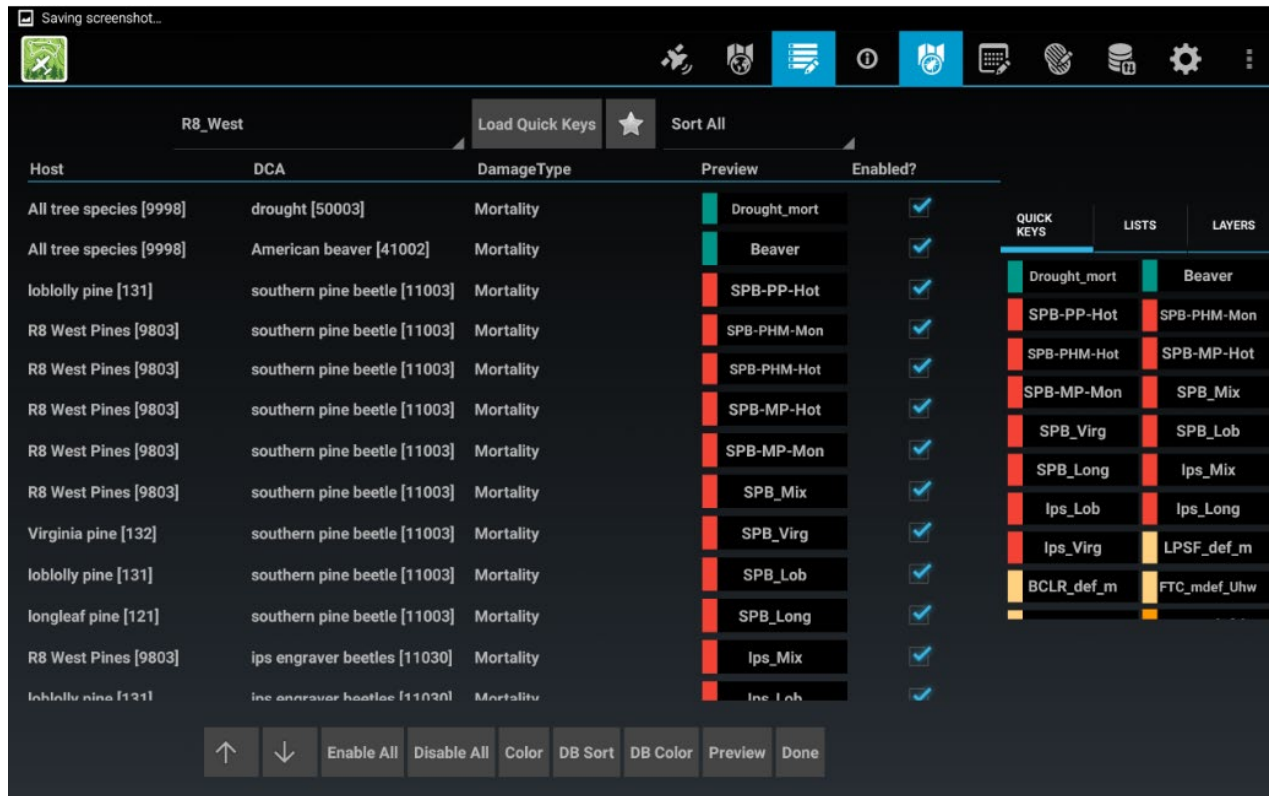 Saving screenshot...
R8_West Load Quick Keys Sort All
Host DCA DamageType Preview Enabled?
All tree species [9998] drought [50003] Mortality Drought_mort
All tree species [9998] American beaver [41002] Mortality Beaver
loblolly pine [131] southern pine beetle [11003] Mortality SPB-PP-Hot
R8 West Pines [9803] southern pine beetle [11003] Mortality SPB-PHM-Mon
R8 West Pines [9803] southern pine beetle [11003] Mortality SPB-PHM-Hot
R8 West Pines [9803] southern pine beetle [11003] Mortality SPB-MP-Hot
R8 West Pines [9803] southern pine beetle [11003] Mortality SPB-MP-Mon
R8 West Pines [9803] southern pine beetle [11003] Mortality SPB_Mix
Virginia pine [132] southern pine beetle [11003] Mortality SPB_Virg
loblolly pine [131] southern pine beetle [11003] Mortality SPB_Lob
longleaf pine [121] southern pine beetle [11003] Mortality SPB_Long
R8 West Pines [9803] ips engraver beetles [11030] Mortality Ips_Mix
loblolly pine [131] ips engraver beetles [11030] Mortality Ips_Lob
QUICK KEYS LISTS LAYERS
Drought_mort Beaver
SPB-PP-Hot SPB-PHM-Mon
SPB-PHM-Hot SPB-MP-Hot
SPB-MP-Mon SPB_Mix
SPB_Virg SPB_Lob
SPB_Long Ips_Mix
Ips_Lob Ips_Long
Ips_Virg LPSF_def_m
BCLR_def_m FTC_mdef_Uhw
Enable All Disable All Color DB Sort DB Color Preview Done